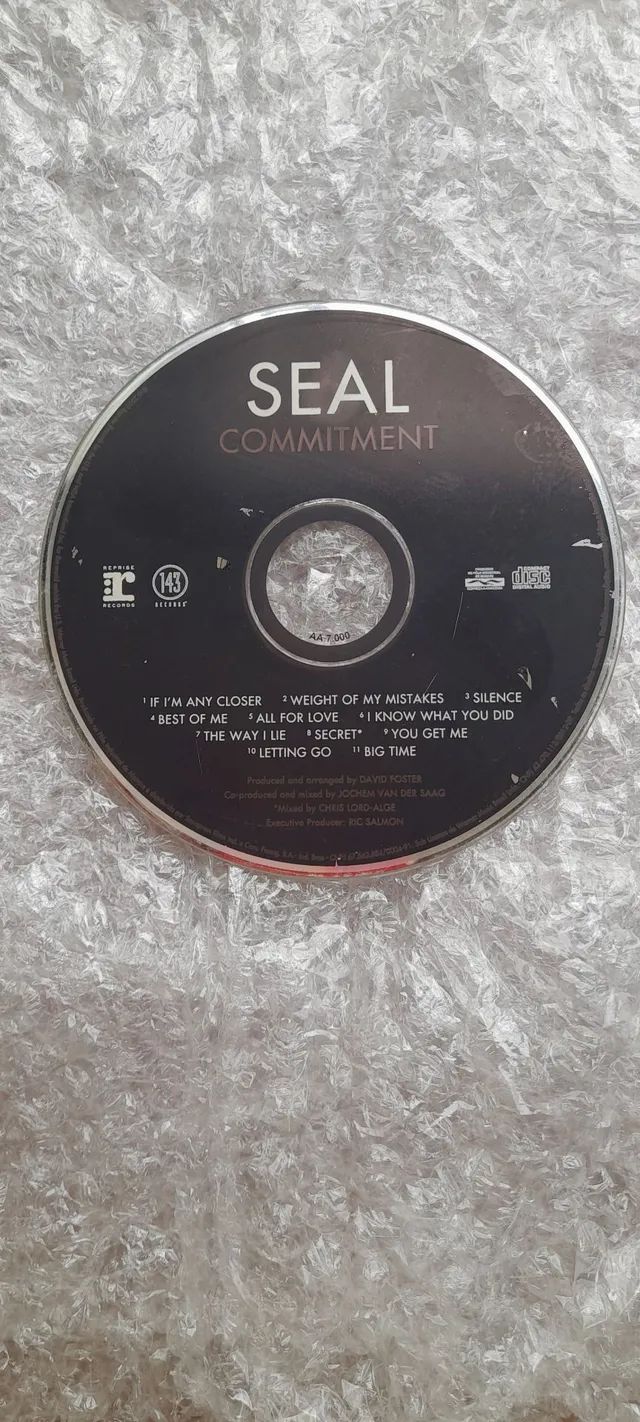 SEAL
COMMITMENT
REPRISE
r
RECORDS
143
RECORDS
COMPACT
disc
DIGITAL AUDIO
AA 7.000
1 IF I'M ANY CLOSER 2 WEIGHT OF MY MISTAKES 3 SILENCE
4 BEST OF ME 5 ALL FOR LOVE 6 I KNOW WHAT YOU DID
7 THE WAY I LIE 8 SECRET* 9 YOU GET ME
10 LETTING GO 11 BIG TIME
Produced and arranged by DAVID FOSTER
Co-produced and mixed by JOCHEM VAN DER SAAG
*Mixed by CHRIS LORD-ALGE
Executive Producer: RIC SALMON